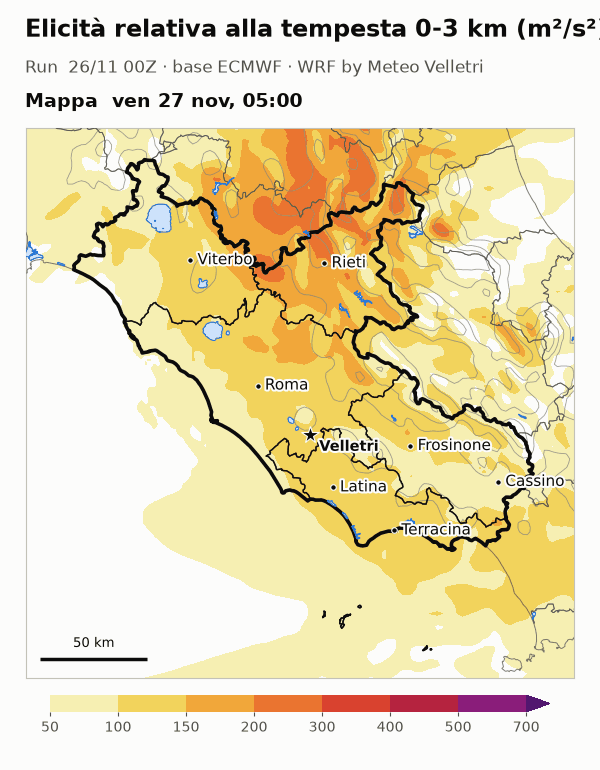 Elicità relativa alla tempesta 0-3 km (m²/s²)
Run 26/11 00Z · base ECMWF · WRF by Meteo Velletri
Mappa ven 27 nov, 05:00
Viterbo
Rieti
Roma
Velletri
Frosinone
Cassino
Latina
Terracina
50 km
50 100 150 200 300 400 500 700